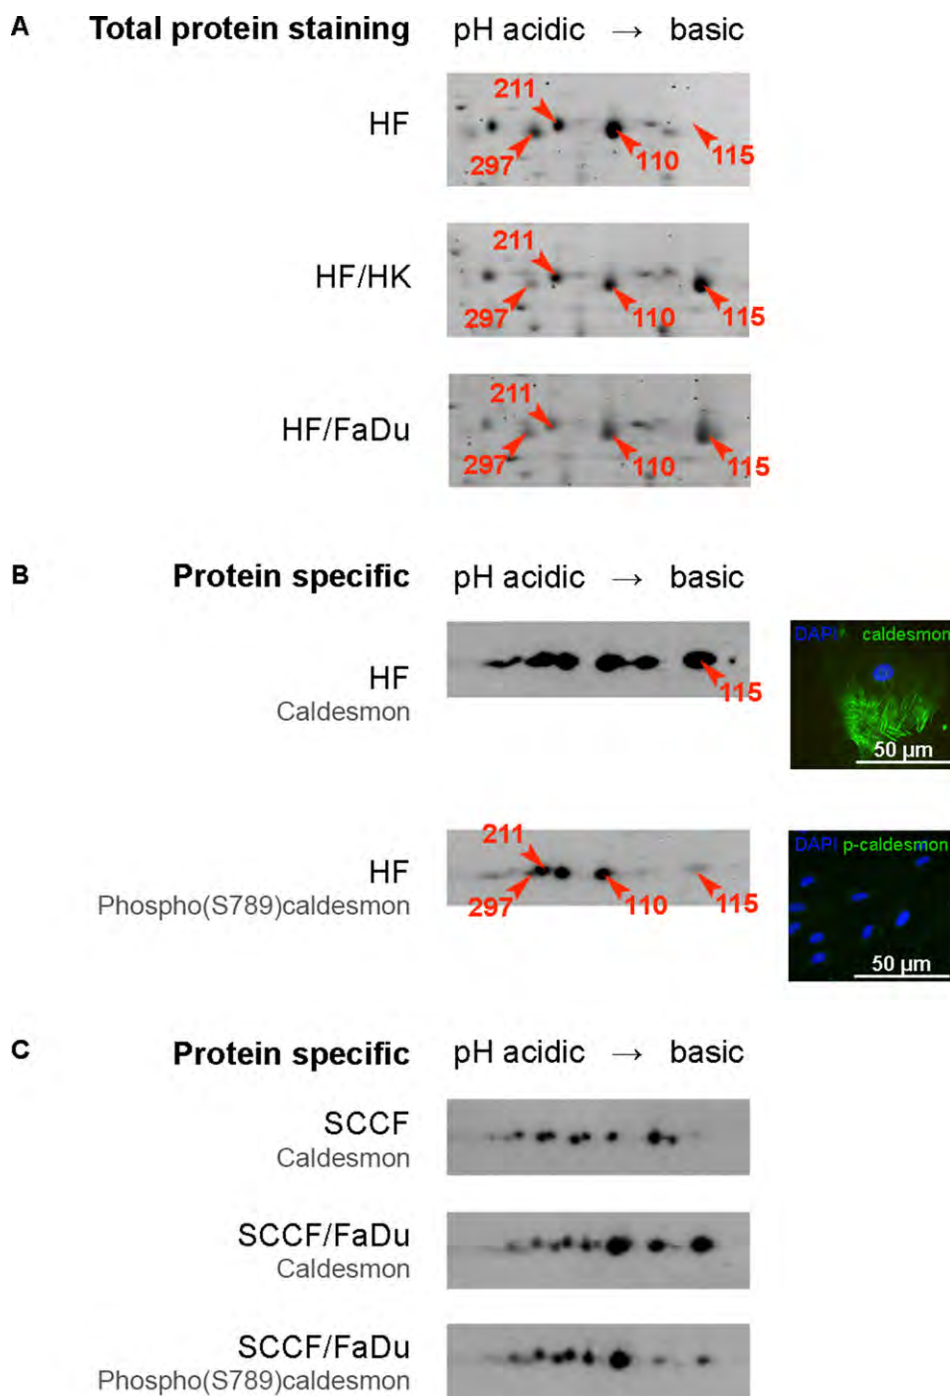 A Total protein staining pH acidic → basic
211
HF
297 110 115
211
HF/HK
297 110 115
211
HF/FaDu
297 110 115
B Protein specific pH acidic → basic
DAPI caldesmon
HF
Caldesmon
115
50 µm
211
DAPI p-caldesmon
HF
Phospho(S789)caldesmon
297 110 115
50 µm
C Protein specific pH acidic → basic
SCCF
Caldesmon
SCCF/FaDu
Caldesmon
SCCF/FaDu
Phospho(S789)caldesmon